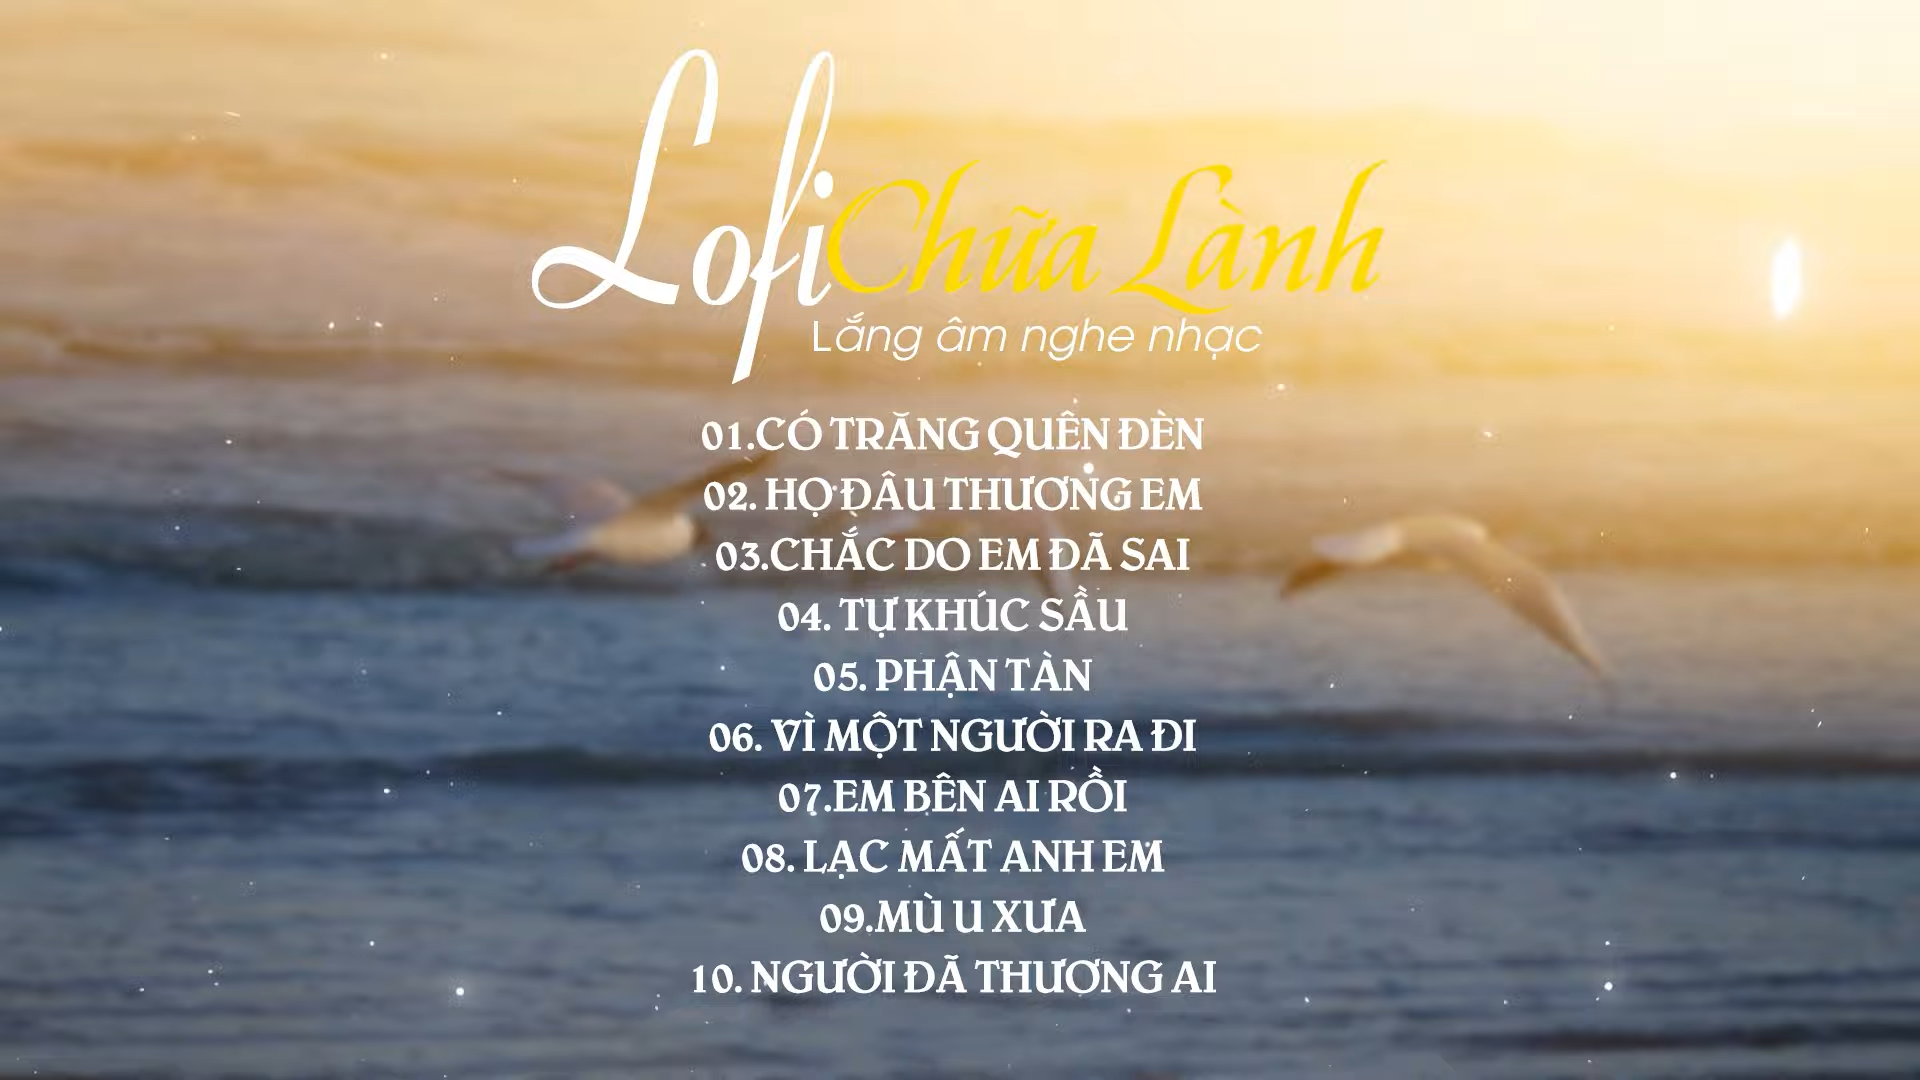 Lofi Chữa Lành
Lắng âm nghe nhạc
01.CÓ TRĂNG QUÊN ĐÈN
02. HỌ ĐÂU THƯƠNG EM
03.CHẮC DO EM ĐÃ SAI
04. TỰ KHÚC SẦU
05. PHẬN TÀN
06. VÌ MỘT NGƯỜI RA ĐI
07.EM BÊN AI RỒI
08. LẠC MẤT ANH EM
09.MÙ U XƯA
10. NGƯỜI ĐÃ THƯƠNG AI